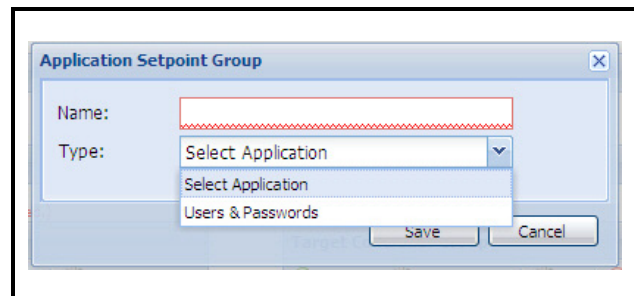 Application Setpoint Group
Name:
Type: Select Application
Select Application
Users & Passwords
Save Cancel